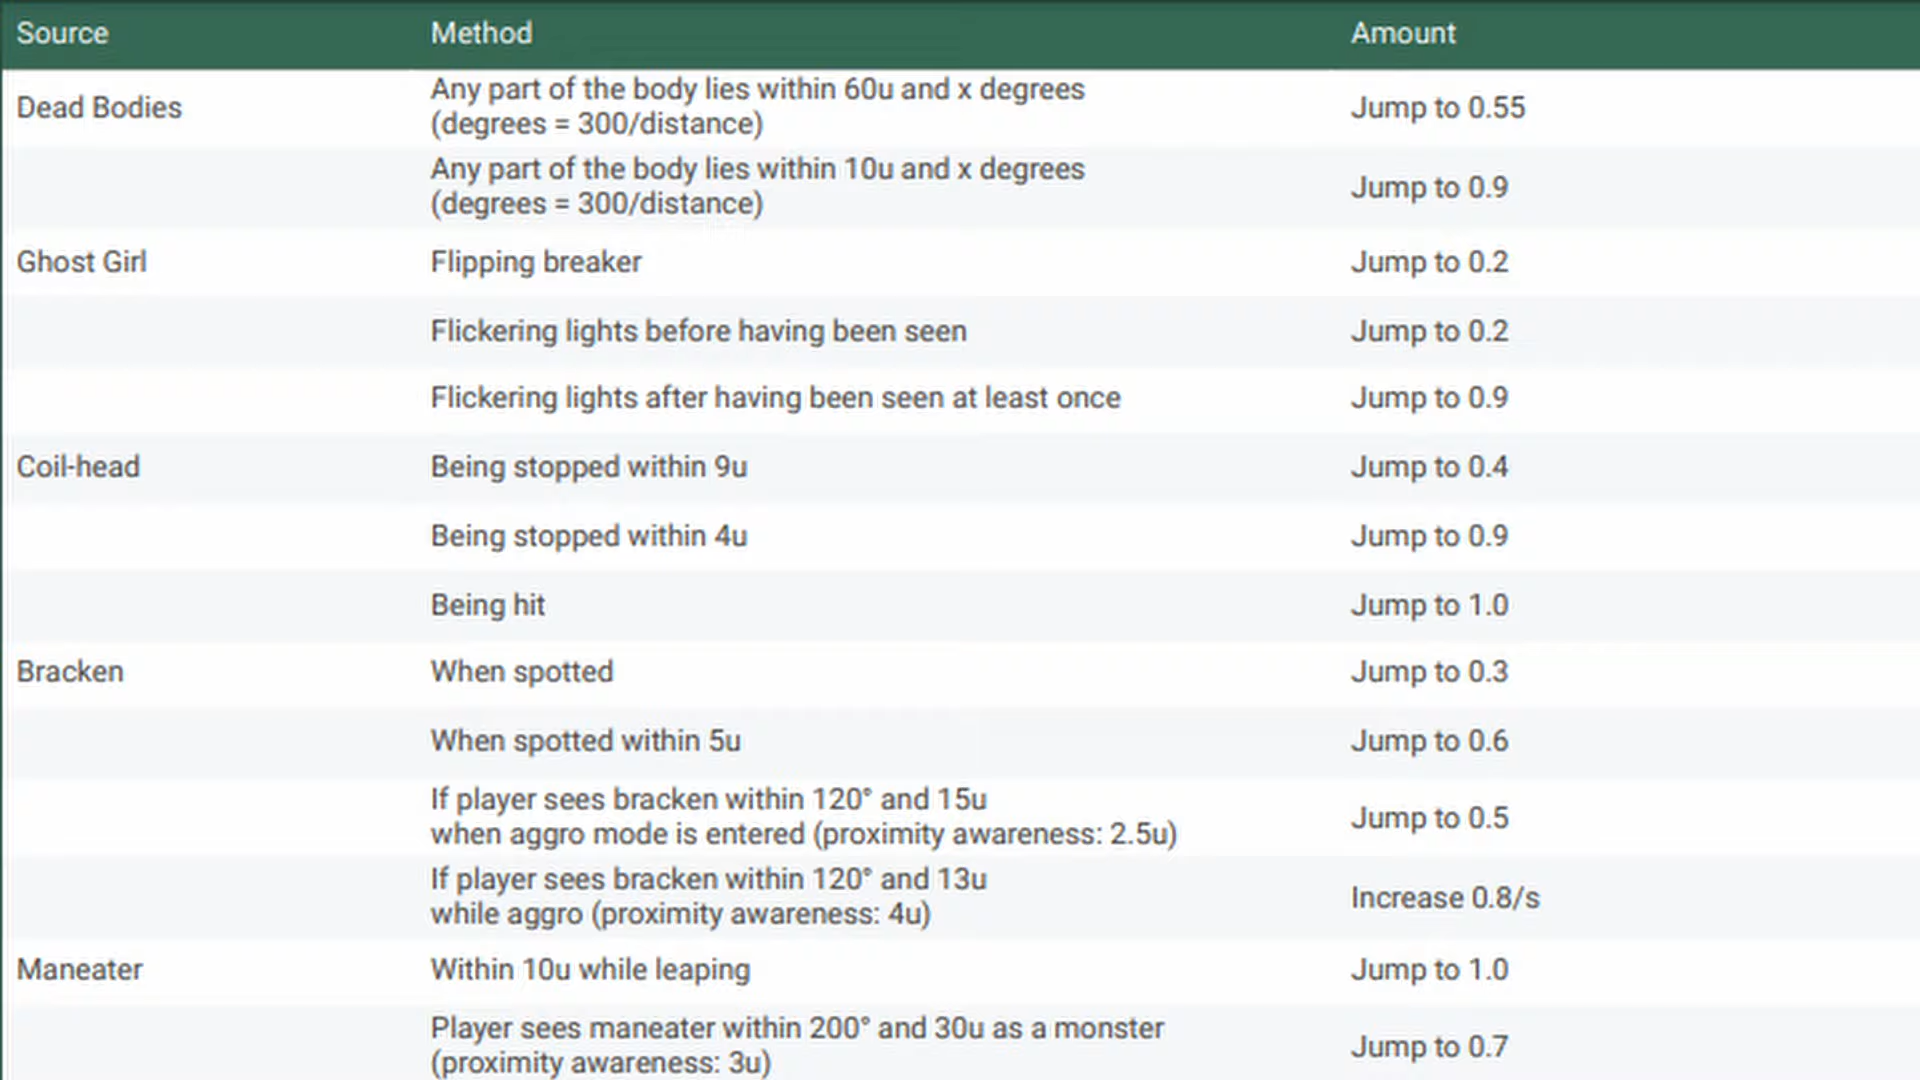 Source Method Amount
Dead Bodies Any part of the body lies within 60u and x degrees
(degrees = 300/distance) Jump to 0.55
Any part of the body lies within 10u and x degrees
(degrees = 300/distance) Jump to 0.9
Ghost Girl Flipping breaker Jump to 0.2
Flickering lights before having been seen Jump to 0.2
Flickering lights after having been seen at least once Jump to 0.9
Coil-head Being stopped within 9u Jump to 0.4
Being stopped within 4u Jump to 0.9
Being hit Jump to 1.0
Bracken When spotted Jump to 0.3
When spotted within 5u Jump to 0.6
If player sees bracken within 120° and 15u
when aggro mode is entered (proximity awareness: 2.5u) Jump to 0.5
If player sees bracken within 120° and 13u
while aggro (proximity awareness: 4u) Increase 0.8/s
Maneater Within 10u while leaping Jump to 1.0
Player sees maneater within 200° and 30u as a monster
(proximity awareness: 3u) Jump to 0.7